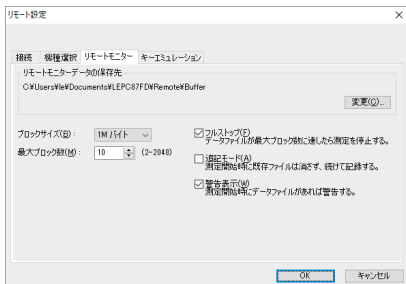 リモート設定
接続 機種選択 リモートモニター キーエミュレーション
リモートモニターデータの保存先
C:¥Users¥le¥Documents¥LEPC87FD¥Remote¥Buffer
変更(C)...
ブロックサイズ(B): 1M バイト
最大ブロック数(M): 10 (2~2048)
フルストップ(F)
データファイルが最大ブロック数に達したら測定を停止する。
追記モード(A)
測定開始時に既存ファイルは消さず、続けて記録する。
警告表示(W)
測定開始時にデータファイルがあれば警告する。
OK キャンセル